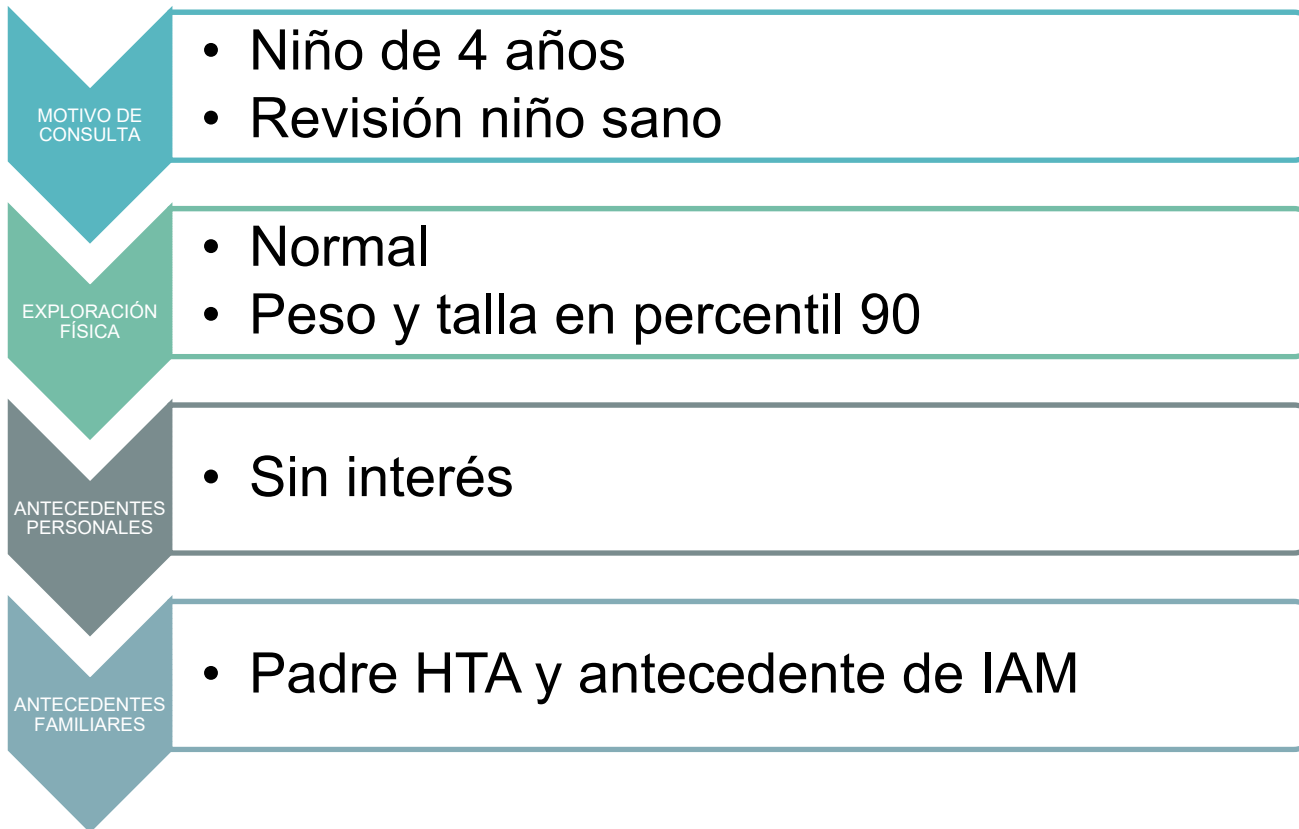 MOTIVO DE
CONSULTA
• Niño de 4 años
• Revisión niño sano
EXPLORACIÓN
FÍSICA
• Normal
• Peso y talla en percentil 90
ANTECEDENTES
PERSONALES
• Sin interés
ANTECEDENTES
FAMILIARES
• Padre HTA y antecedente de IAM